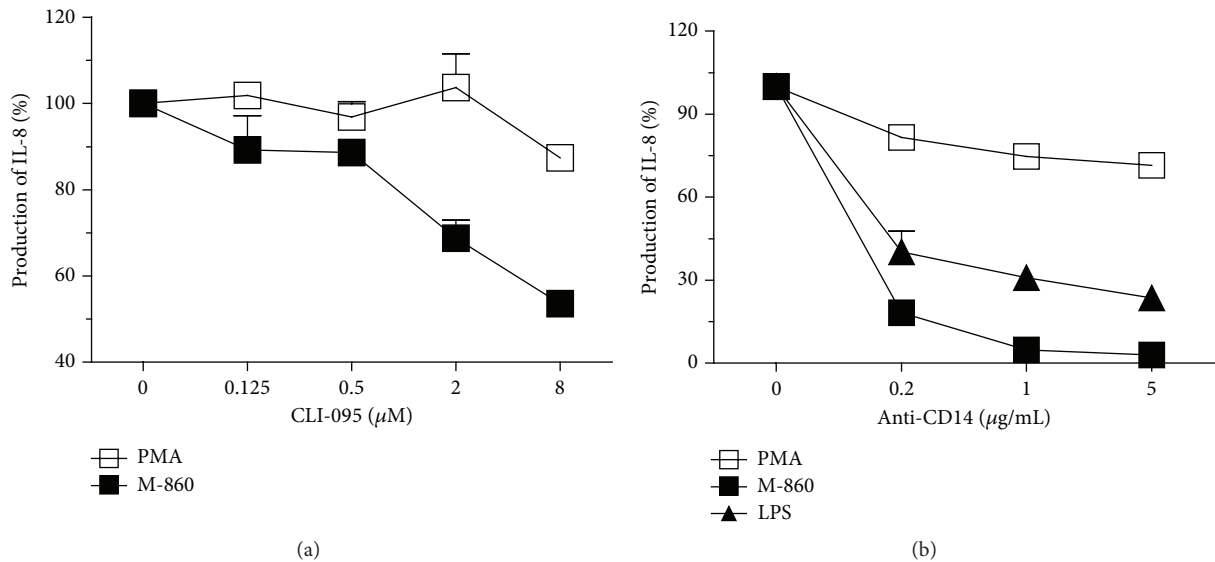 Production of IL-8 (%)
120
100
80
60
40
0
0.125
0.5
2
8
CLI-095 (μM)
PMA
M-860
(a)
Production of IL-8 (%)
120
90
60
30
0
0
0.2
1
5
Anti-CD14 (μg/mL)
PMA
M-860
LPS
(b)